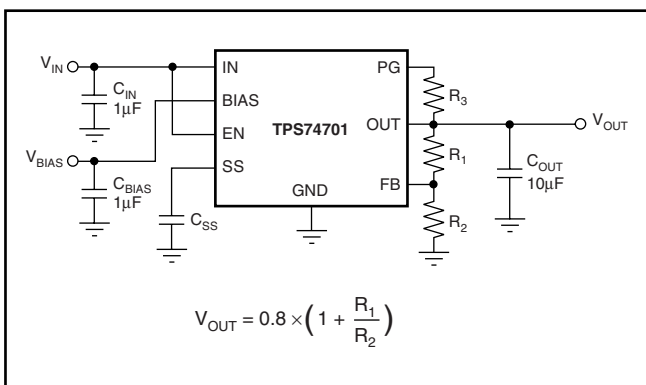 V_IN
C_IN
1μF
V_BIAS
C_BIAS
1μF
C_SS
IN
BIAS
EN
SS
TPS74701
GND
PG
OUT
FB
R_3
R_1
R_2
V_OUT
C_OUT
10μF
V_OUT = 0.8 × (1 + R_1/R_2)